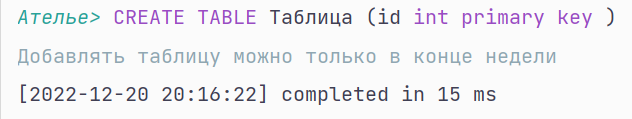 Ателье> CREATE TABLE Таблица (id int primary key )
Добавлять таблицу можно только в конце недели
[2022-12-20 20:16:22] completed in 15 ms